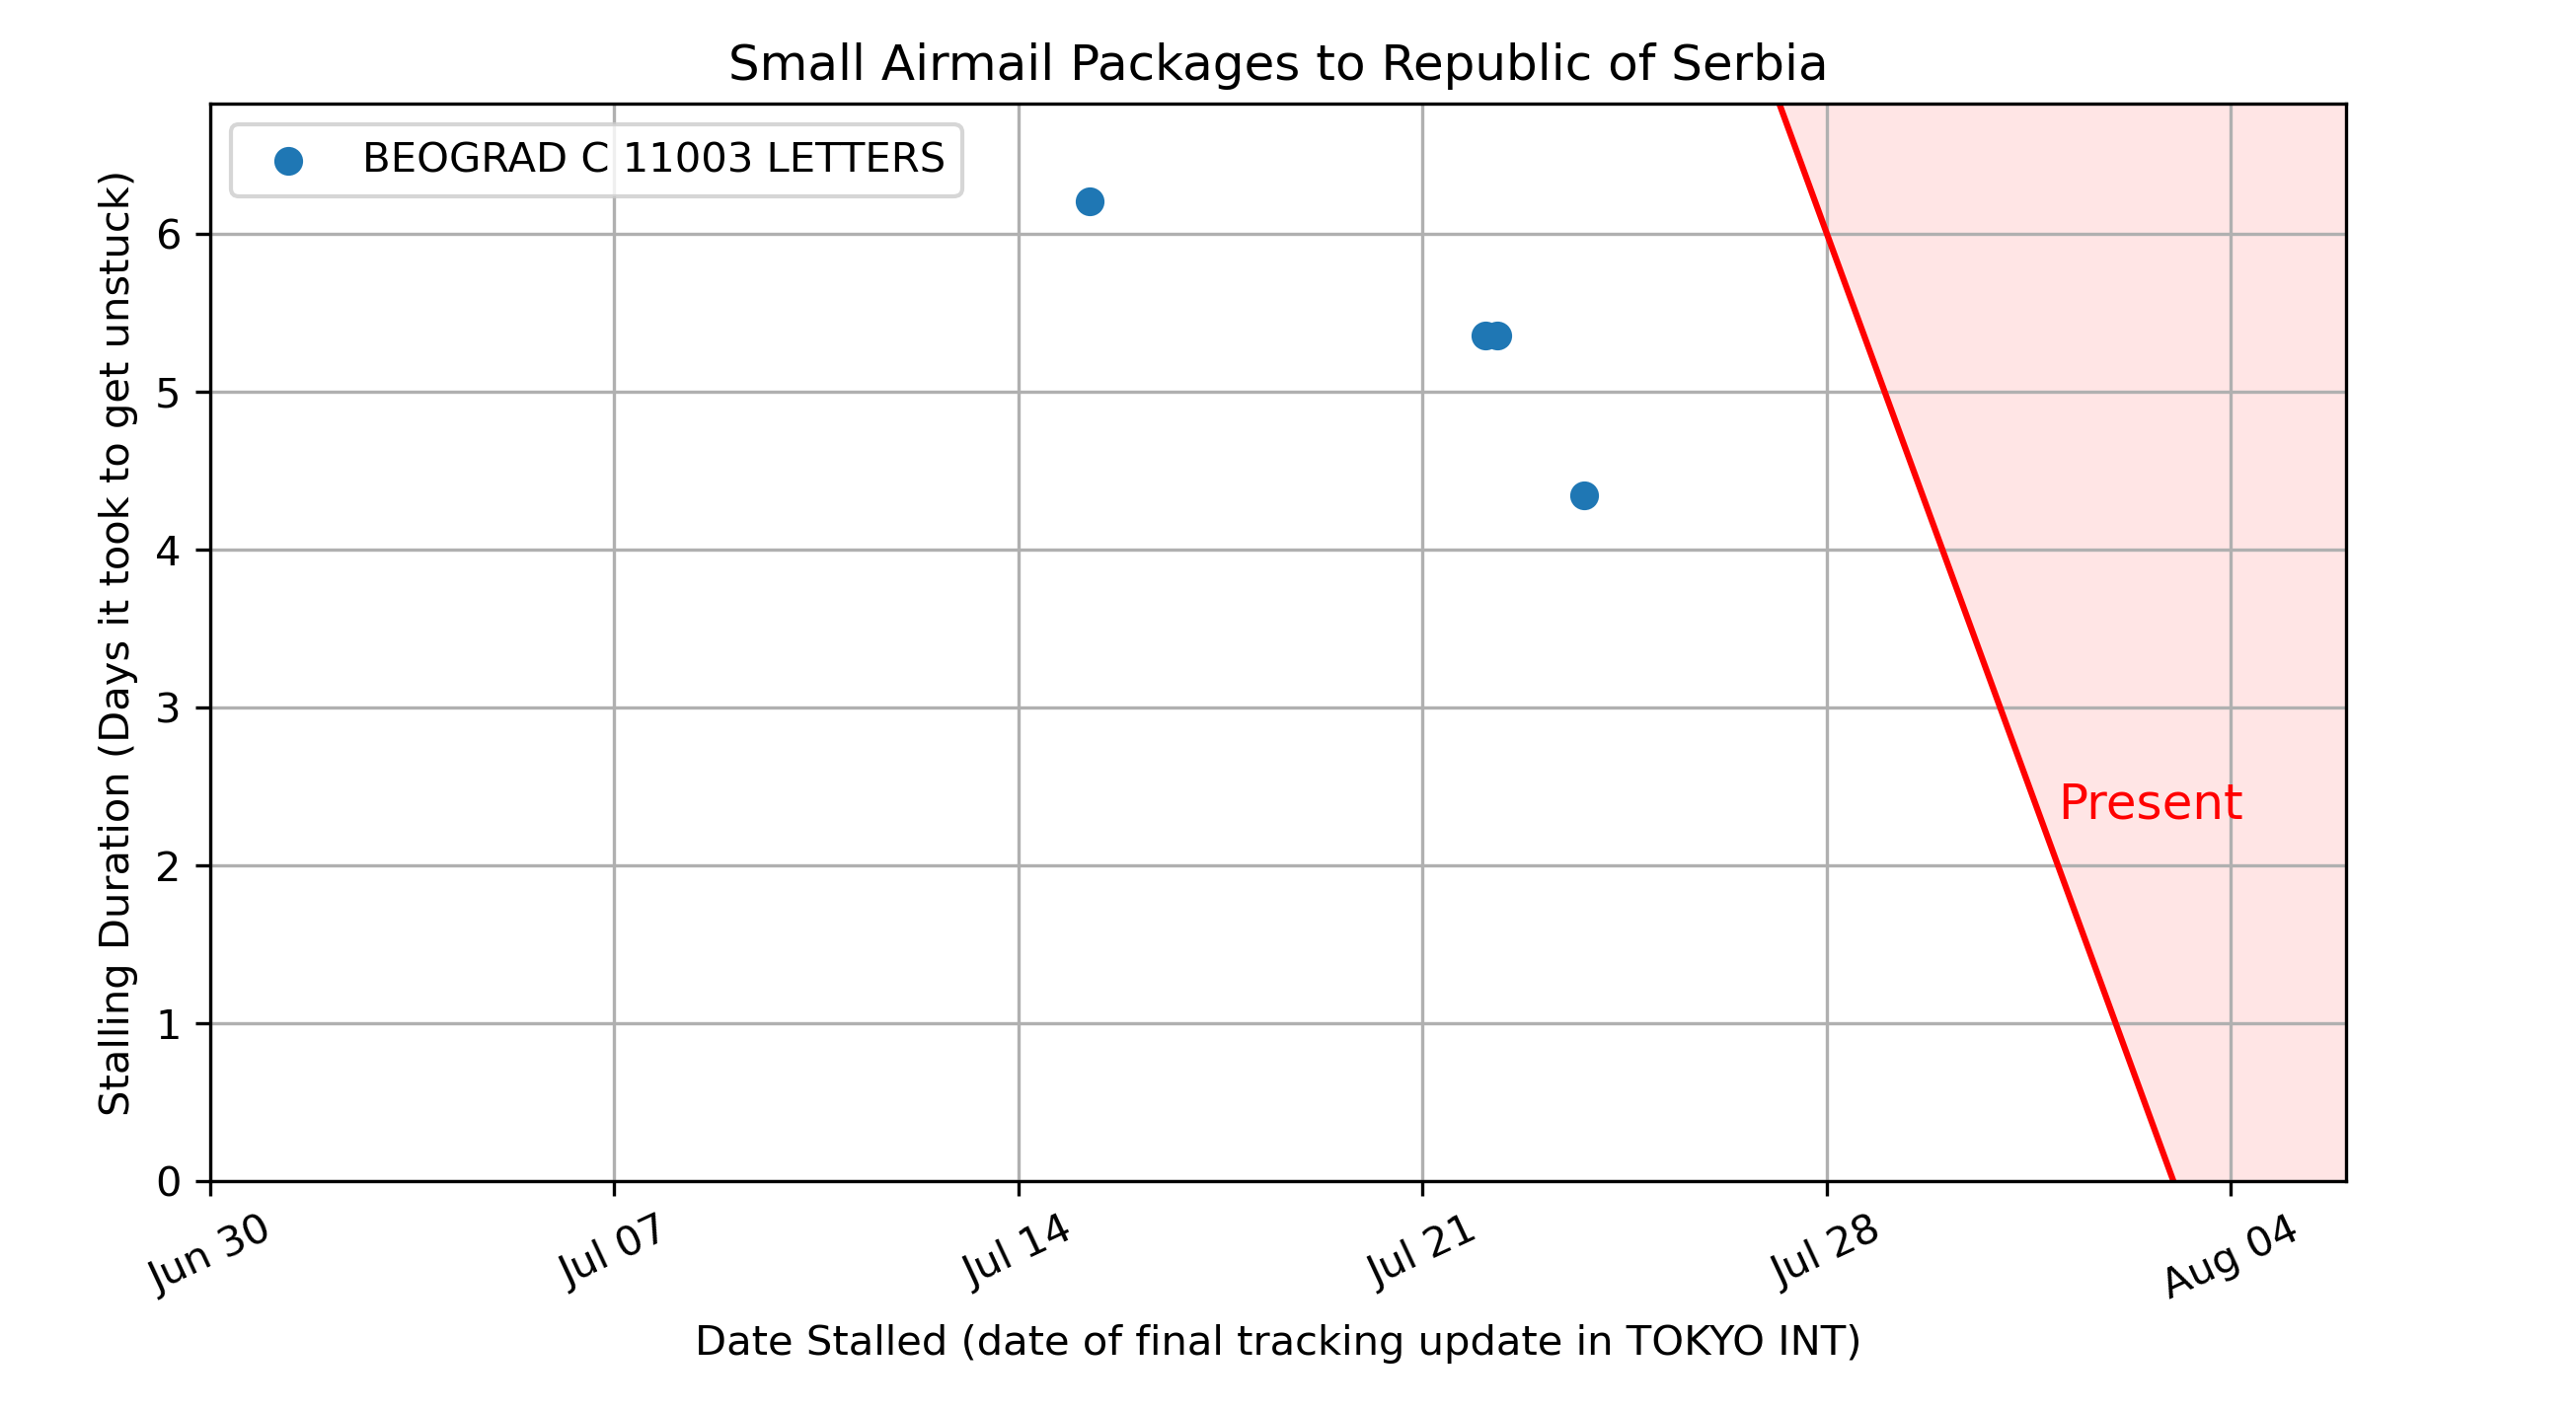 Small Airmail Packages to Republic of Serbia
BEOGRAD C 11003 LETTERS
Stalling Duration (Days it took to get unstuck)
6
5
4
3
2
1
0
Present
Jun 30
Jul 07
Jul 14
Jul 21
Jul 28
Aug 04
Date Stalled (date of final tracking update in TOKYO INT)